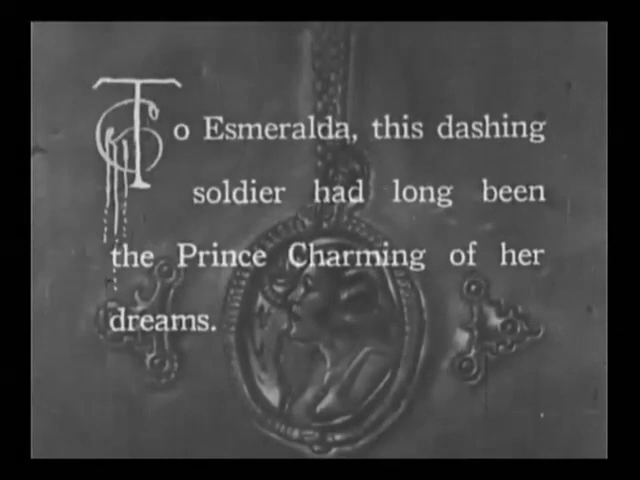 To Esmeralda, this dashing
soldier had long been
the Prince Charming of her
dreams.